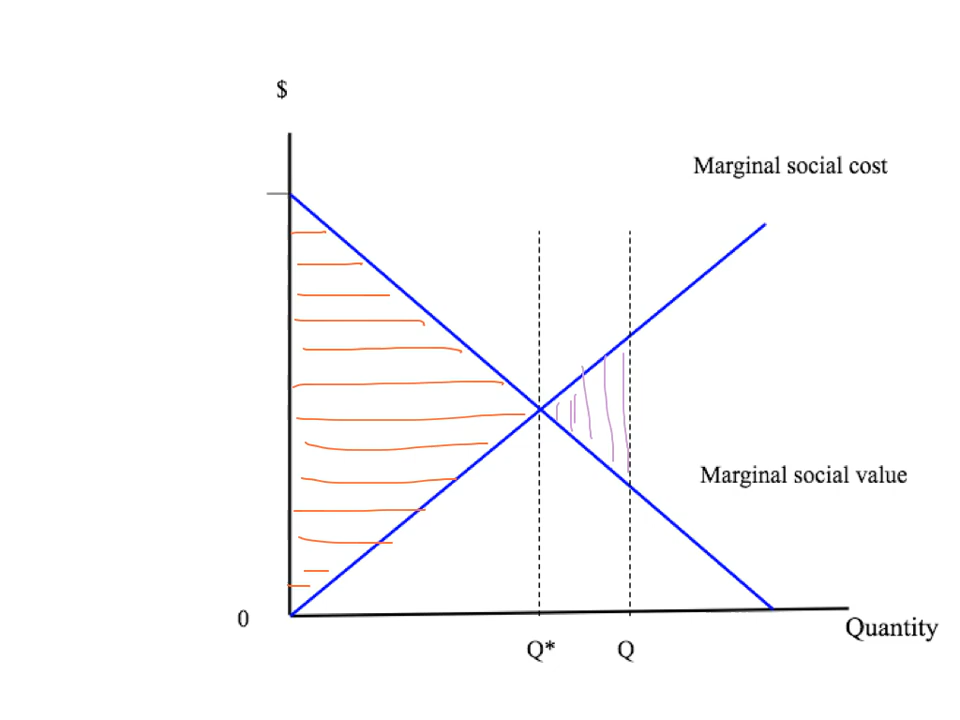 $
Marginal social cost
Marginal social value
0
Quantity
Q*
Q